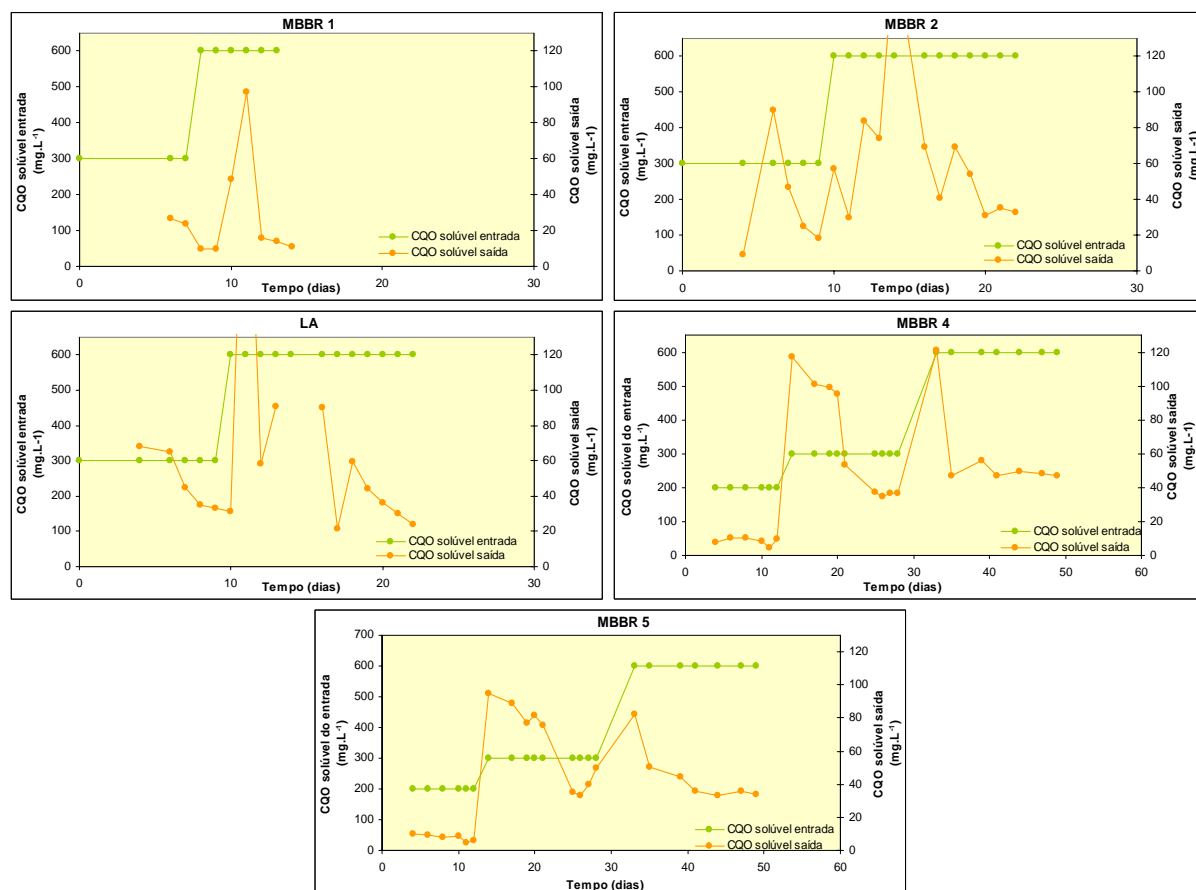 MBBR 1
CQO solúvel entrada
(mg.L-1)
600
500
400
300
200
100
0
120
100
80
60
40
20
0
CQO solúvel saída
(mg.L-1)
CQO solúvel entrada
CQO solúvel saída
0 10 20 30
Tempo (dias)
MBBR 2
CQO solúvel entrada
(mg.L-1)
600
500
400
300
200
100
0
120
100
80
60
40
20
0
CQO solúvel saída
(mg.L-1)
CQO solúvel entrada
CQO solúvel saída
0 10 20 30
Tempo (dias)
LA
CQO solúvel entrada
(mg.L-1)
600
500
400
300
200
100
0
120
100
80
60
40
20
0
CQO solúvel saída
(mg.L-1)
CQO solúvel entrada
CQO solúvel saída
0 10 20 30
Tempo (dias)
MBBR 4
CQO solúvel do entrada
(mg.L-1)
600
500
400
300
200
100
0
120
100
80
60
40
20
0
CQO solúvel saída
(mg.L-1)
CQO solúvel entrada
CQO solúvel saída
0 10 20 30 40 50 60
Tempo (dias)
MBBR 5
CQO solúvel do entrada
(mg.L-1)
700
600
500
400
300
200
100
0
120
100
80
60
40
20
0
CQO solúvel saída
(mg.L-1)
CQO solúvel entrada
CQO solúvel saída
0 10 20 30 40 50 60
Tempo (dias)